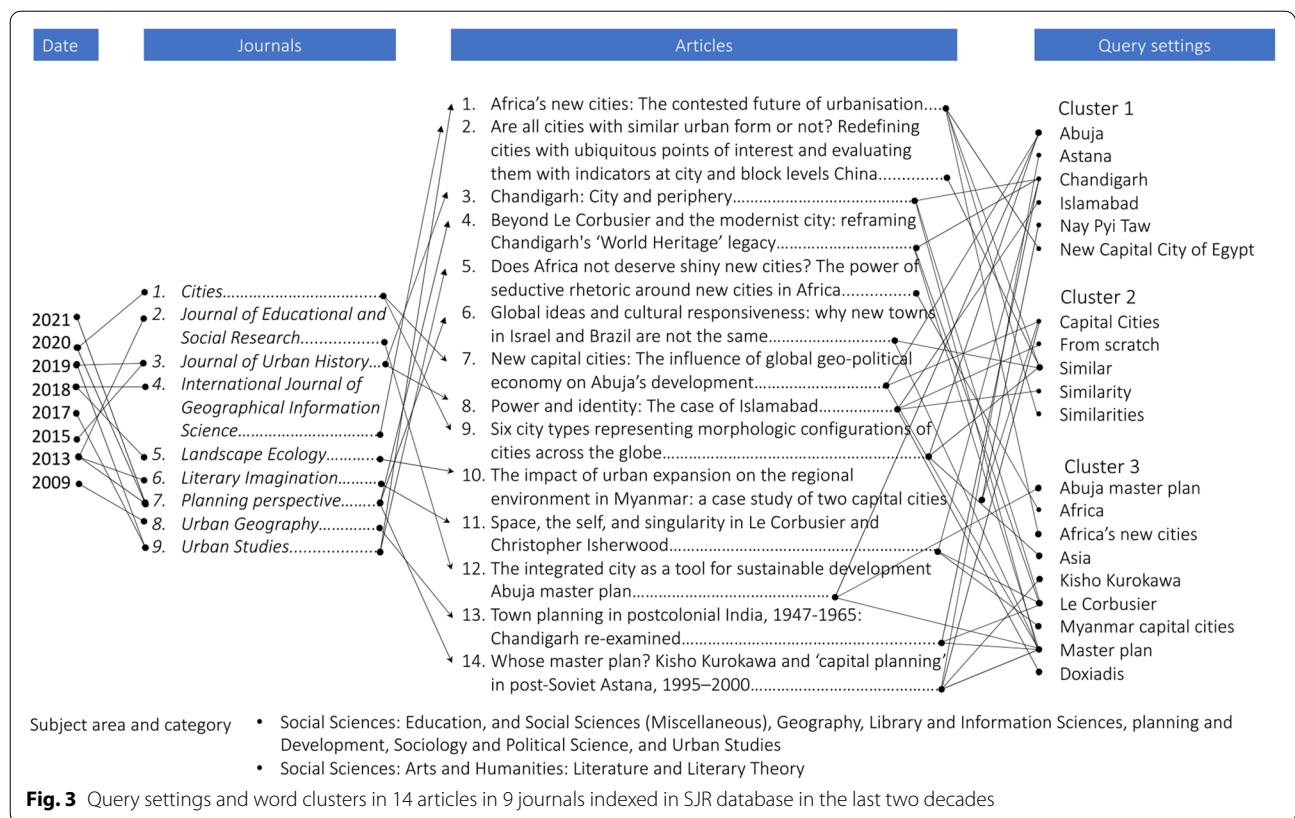 Date
Journals
Articles
Query settings
2021
2020
2019
2018
2017
2015
2013
2009
1. Cities.......................................
2. Journal of Educational and
Social Research...................
3. Journal of Urban History....
4. International Journal of
Geographical Information
Science................................
5. Landscape Ecology.............
6. Literary Imagination...........
7. Planning perspective..........
8. Urban Geography...............
9. Urban Studies.....................
1. Africa's new cities: The contested future of urbanisation....
2. Are all cities with similar urban form or not? Redefining
cities with ubiquitous points of interest and evaluating
them with indicators at city and block levels China..............
3. Chandigarh: City and periphery.............................................
4. Beyond Le Corbusier and the modernist city: reframing
Chandigarh's 'World Heritage' legacy....................................
5. Does Africa not deserve shiny new cities? The power of
seductive rhetoric around new cities in Africa......................
6. Global ideas and cultural responsiveness: why new towns
in Israel and Brazil are not the same.....................................
7. New capital cities: The influence of global geo-political
economy on Abuja's development.................................
8. Power and identity: The case of Islamabad.........................
9. Six city types representing morphologic configurations of
cities across the globe............................................................
10. The impact of urban expansion on the regional
environment in Myanmar: a case study of two capital cities
11. Space, the self, and singularity in Le Corbusier and
Christopher Isherwood...........................................................
12. The integrated city as a tool for sustainable development
Abuja master plan..............................................
13. Town planning in postcolonial India, 1947-1965:
Chandigarh re-examined.........................................................
14. Whose master plan? Kisho Kurokawa and 'capital planning'
in post-Soviet Astana, 1995–2000..........................................
Cluster 1
Abuja
Astana
Chandigarh
Islamabad
Nay Pyi Taw
New Capital City of Egypt
Cluster 2
Capital Cities
From scratch
Similar
Similarity
Similarities
Cluster 3
Abuja master plan
Africa
Africa's new cities
Asia
Kisho Kurokawa
Le Corbusier
Myanmar capital cities
Master plan
Doxiadis
Subject area and category
• Social Sciences: Education, and Social Sciences (Miscellaneous), Geography, Library and Information Sciences, planning and
Development, Sociology and Political Science, and Urban Studies
• Social Sciences: Arts and Humanities: Literature and Literary Theory
Fig. 3 Query settings and word clusters in 14 articles in 9 journals indexed in SJR database in the last two decades